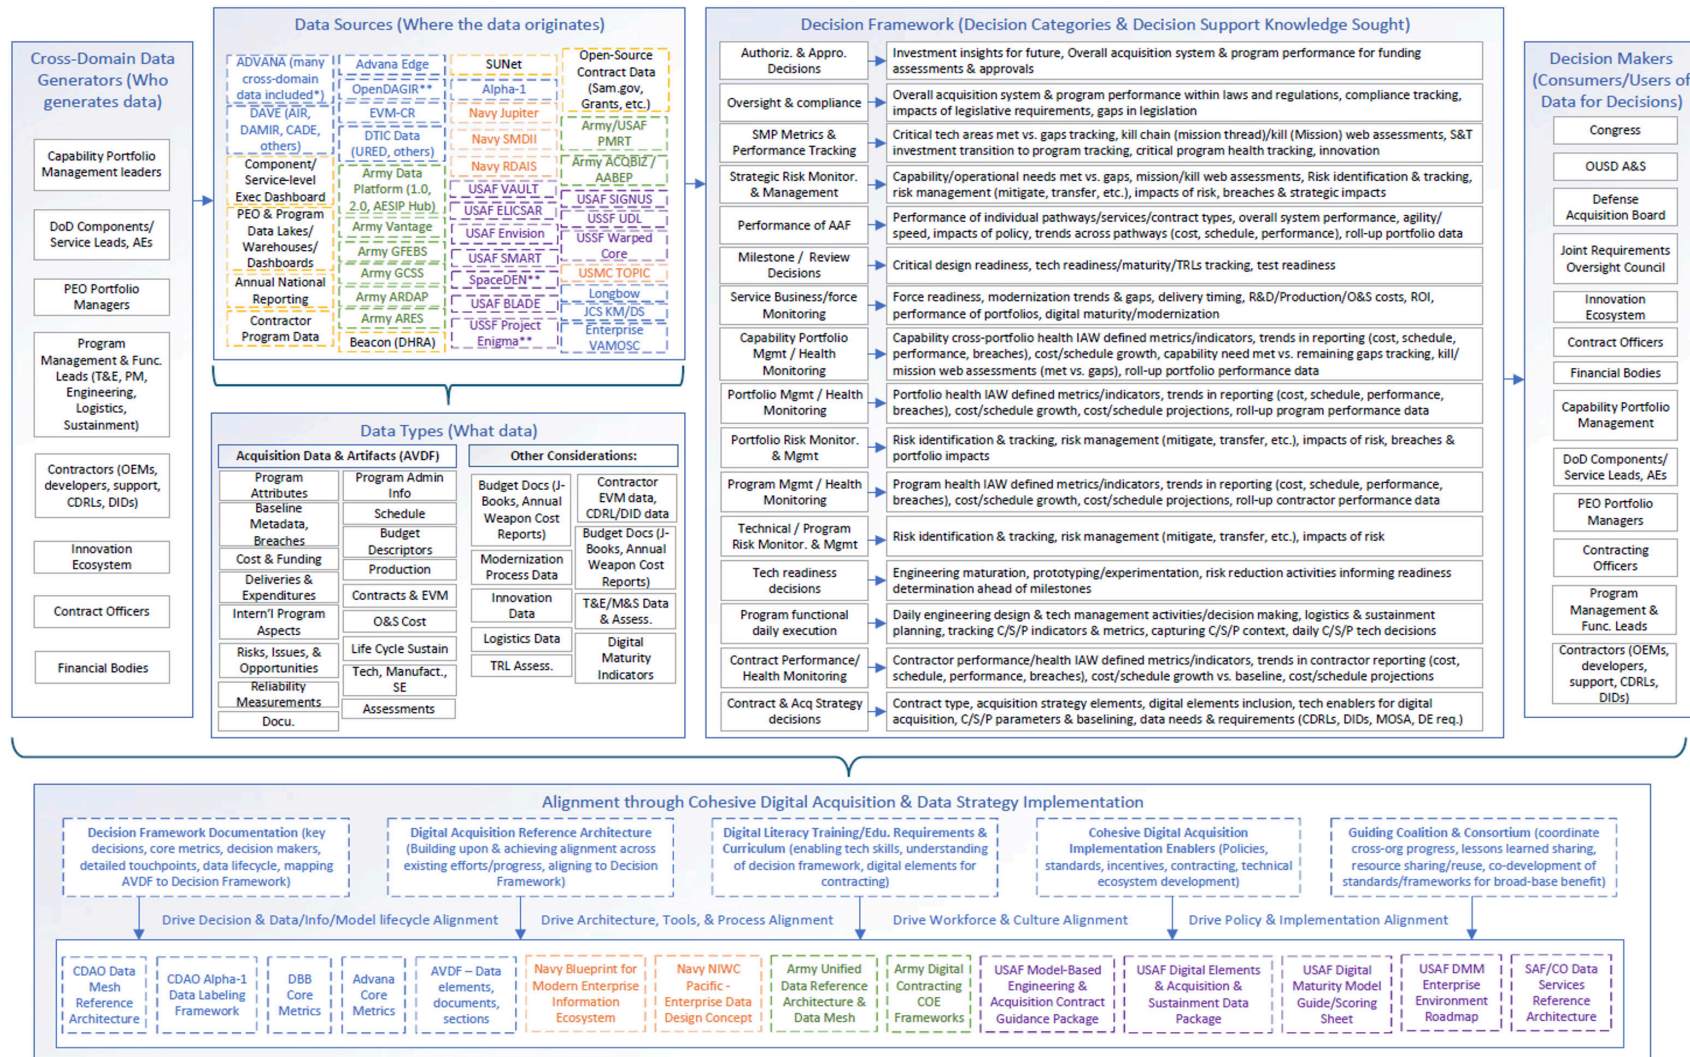 Cross-Domain Data
Generators (Who
generates data)
Capability Portfolio
Management leaders
DoD Components/
Service Leads, AEs
PEO Portfolio
Managers
Program
Management & Func.
Leads (T&E, PM,
Engineering,
Logistics,
Sustainment)
Contractors (OEMs,
developers, support,
CDRLs, DIDs)
Innovation
Ecosystem
Contract Officers
Financial Bodies
Data Sources (Where the data originates)
ADVANA (many
cross-domain
data included*)
DAVE (AIR,
DAMIR, CADE,
others)
Component/
Service-level
Exec Dashboard
PEO & Program
Data Lakes/
Warehouses/
Dashboards
Annual National
Reporting
Contractor
Program Data
Advana Edge
OpenDAGIR**
EVM-CR
DTIC Data
(URED, others)
Army Data
Platform (1.0,
2.0, AESIP Hub)
Army Vantage
Army GFEBS
Army GCSS
Army ARDAP
Army ARES
Beacon (DHRA)
SUNet
Alpha-1
Navy Jupiter
Navy SMDII
Navy RDAIS
USAF VAULT
USAF ELICSAR
USAF Envision
USAF SMART
SpaceDEN**
USAF BLADE
USSF Project
Enigma**
Open-Source
Contract Data
(Sam.gov,
Grants, etc.)
Army/USAF
PMRT
Army ACQBIZ /
AABEP
USAF SIGNUS
USSF UDL
USSF Warped
Core
USMC TOPIC
Longbow
JCS KM/DS
Enterprise
VAMOSC
Data Types (What data)
Acquisition Data & Artifacts (AVDF)
Program
Attributes
Baseline
Metadata,
Breaches
Cost & Funding
Deliveries &
Expenditures
Intern'l Program
Aspects
Risks, Issues, &
Opportunities
Reliability
Measurements
Docu.
Program Admin
Info
Schedule
Budget
Descriptors
Production
Contracts & EVM
O&S Cost
Life Cycle Sustain
Tech, Manufact.,
SE
Assessments
Other Considerations:
Budget Docs (J-
Books, Annual
Weapon Cost
Reports)
Modernization
Process Data
Innovation
Data
Logistics Data
TRL Assess.
Contractor
EVM data,
CDRL/DID data
Budget Docs (J-
Books, Annual
Weapon Cost
Reports)
T&E/M&S Data
& Assess.
Digital
Maturity
Indicators
Decision Framework (Decision Categories & Decision Support Knowledge Sought)
Authoriz. & Appro.
Decisions
Investment insights for future, Overall acquisition system & program performance for funding
assessments & approvals
Oversight & compliance
Overall acquisition system & program performance within laws and regulations, compliance tracking,
impacts of legislative requirements, gaps in legislation
SMP Metrics &
Performance Tracking
Critical tech areas met vs. gaps tracking, kill chain (mission thread)/kill (Mission) web assessments, S&T
investment transition to program tracking, critical program health tracking, innovation
Strategic Risk Monitor.
& Management
Capability/operational needs met vs. gaps, mission/kill web assessments, Risk identification & tracking,
risk management (mitigate, transfer, etc.), impacts of risk, breaches & strategic impacts
Performance of AAF
Performance of individual pathways/services/contract types, overall system performance, agility/
speed, impacts of policy, trends across pathways (cost, schedule, performance), roll-up portfolio data
Milestone / Review
Decisions
Critical design readiness, tech readiness/maturity/TRLs tracking, test readiness
Service Business/force
Monitoring
Force readiness, modernization trends & gaps, delivery timing, R&D/Production/O&S costs, ROI,
performance of portfolios, digital maturity/modernization
Capability Portfolio
Mgmt / Health
Monitoring
Capability cross-portfolio health IAW defined metrics/indicators, trends in reporting (cost, schedule,
performance, breaches), cost/schedule growth, capability need met vs. remaining gaps tracking, kill/
mission web assessments (met vs. gaps), roll-up portfolio performance data
Portfolio Mgmt / Health
Monitoring
Portfolio health IAW defined metrics/indicators, trends in reporting (cost, schedule, performance,
breaches), cost/schedule growth, cost/schedule projections, roll-up program performance data
Portfolio Risk Monitor.
& Mgmt
Risk identification & tracking, risk management (mitigate, transfer, etc.), impacts of risk, breaches &
portfolio impacts
Program Mgmt / Health
Monitoring
Program health IAW defined metrics/indicators, trends in reporting (cost, schedule, performance,
breaches), cost/schedule growth, cost/schedule projections, roll-up contractor performance data
Technical / Program
Risk Monitor. & Mgmt
Risk identification & tracking, risk management (mitigate, transfer, etc.), impacts of risk
Tech readiness
decisions
Engineering maturation, prototyping/experimentation, risk reduction activities informing readiness
determination ahead of milestones
Program functional
daily execution
Daily engineering design & tech management activities/decision making, logistics & sustainment
planning, tracking C/S/P indicators & metrics, capturing C/S/P context, daily C/S/P tech decisions
Contract Performance/
Health Monitoring
Contractor performance/health IAW defined metrics/indicators, trends in contractor reporting (cost,
schedule, performance, breaches), cost/schedule growth vs. baseline, cost/schedule projections
Contract & Acq Strategy
decisions
Contract type, acquisition strategy elements, digital elements inclusion, tech enablers for digital
acquisition, C/S/P parameters & baselining, data needs & requirements (CDRLs, DIDs, MOSA, DE req.)
Decision Makers
(Consumers/Users of
Data for Decisions)
Congress
OUSD A&S
Defense
Acquisition Board
Joint Requirements
Oversight Council
Innovation
Ecosystem
Contract Officers
Financial Bodies
Capability Portfolio
Management
DoD Components/
Service Leads, AEs
PEO Portfolio
Managers
Contracting
Officers
Program
Management &
Func. Leads
Contractors (OEMs,
developers,
support, CDRLs,
DIDs)
Alignment through Cohesive Digital Acquisition & Data Strategy Implementation
Decision Framework Documentation (key
decisions, core metrics, decision makers,
detailed touchpoints, data lifecycle, mapping
AVDF to Decision Framework)
Digital Acquisition Reference Architecture
(Building upon & achieving alignment across
existing efforts/progress, aligning to Decision
Framework)
Digital Literacy Training/Edu. Requirements &
Curriculum (enabling tech skills, understanding
of decision framework, digital elements for
contracting)
Cohesive Digital Acquisition
Implementation Enablers (Policies,
standards, incentives, contracting, technical
ecosystem development)
Guiding Coalition & Consortium (coordinate
cross-org progress, lessons learned sharing,
resource sharing/reuse, co-development of
standards/frameworks for broad-base benefit)
Drive Decision & Data/Info/Model lifecycle Alignment
Drive Architecture, Tools, & Process Alignment
Drive Workforce & Culture Alignment
Drive Policy & Implementation Alignment
CDAO Data
Mesh
Reference
Architecture
CDAO Alpha-1
Data Labeling
Framework
DBB
Core
Metrics
Advana
Core
Metrics
AVDF – Data
elements,
documents,
sections
Navy Blueprint for
Modern Enterprise
Information
Ecosystem
Navy NIWC
Pacific -
Enterprise Data
Design Concept
Army Unified
Data Reference
Architecture &
Data Mesh
Army Digital
Contracting
COE
Frameworks
USAF Model-Based
Engineering &
Acquisition Contract
Guidance Package
USAF Digital Elements
& Acquisition &
Sustainment Data
Package
USAF Digital
Maturity Model
Guide/Scoring
Sheet
USAF DMM
Enterprise
Environment
Roadmap
SAF/CO Data
Services
Reference
Architecture